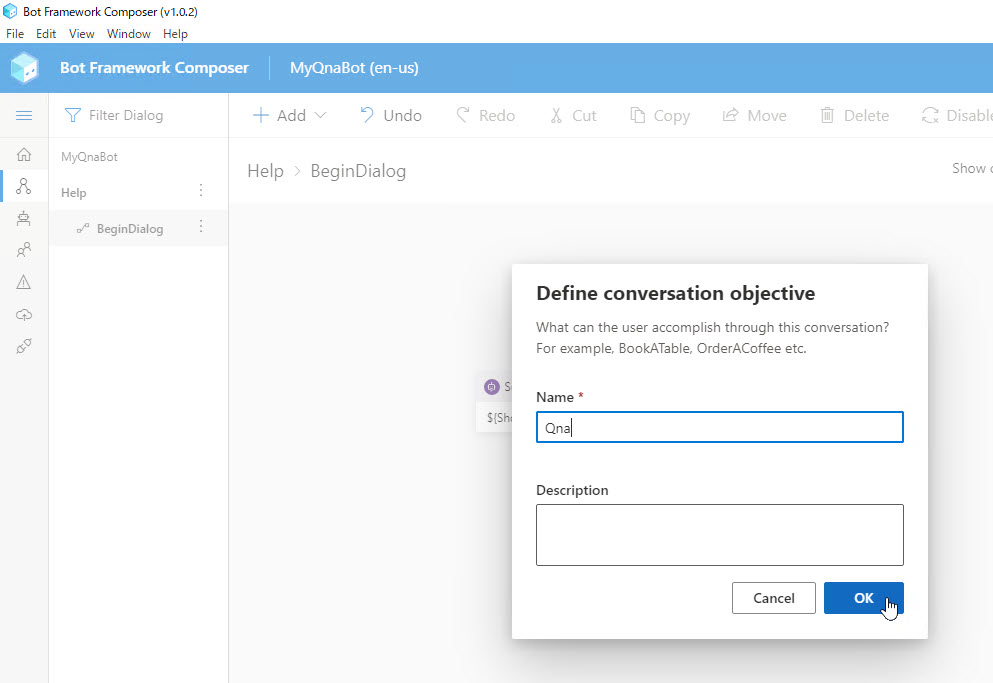 Bot Framework Composer (v1.0.2)
File Edit View Window Help
Bot Framework Composer MyQnaBot (en-us)
Filter Dialog
Add Undo Redo Cut Copy Move Delete Disable
MyQnaBot
Help
BeginDialog
Help > BeginDialog
Show
Define conversation objective
What can the user accomplish through this conversation?
For example, BookATable, OrderACoffee etc.
Name *
Qna
Description
Cancel OK
${Sho